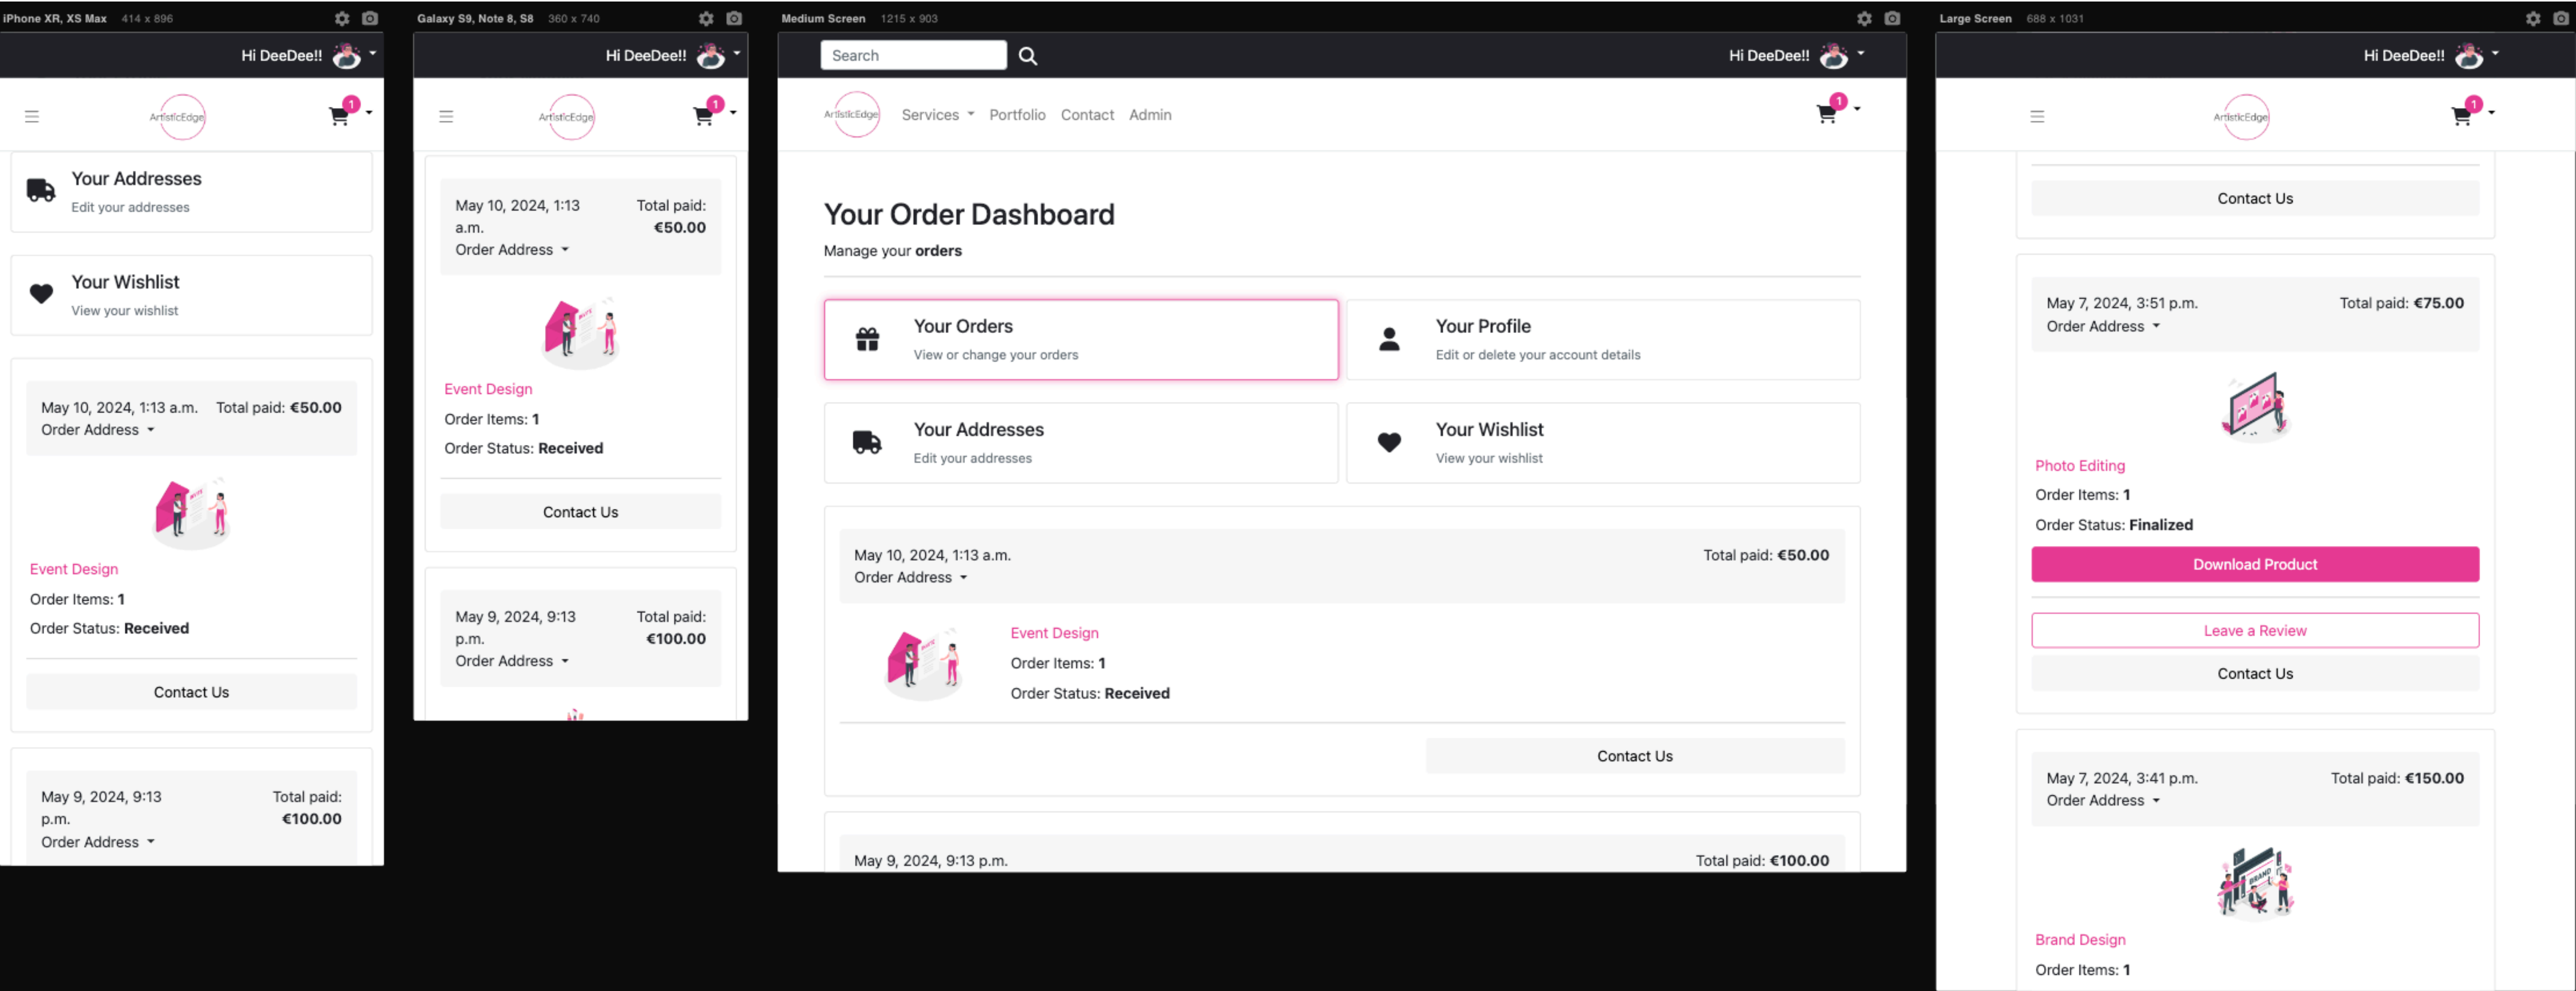 iPhone XR, XS Max 414 x 896
Hi DeeDee!!
ArtisticEdge
1
Your Addresses
Edit your addresses
Your Wishlist
View your wishlist
May 10, 2024, 1:13 a.m. Total paid: €50.00
Order Address
Event Design
Order Items: 1
Order Status: Received
Contact Us
May 9, 2024, 9:13
p.m.
Total paid:
€100.00
Order Address
Galaxy S9, Note 8, S8 360 x 740
Hi DeeDee!!
ArtisticEdge
1
May 10, 2024, 1:13
a.m.
Total paid:
€50.00
Order Address
Event Design
Order Items: 1
Order Status: Received
Contact Us
May 9, 2024, 9:13
p.m.
Total paid:
€100.00
Order Address
Medium Screen 1215 x 903
Search
Hi DeeDee!!
ArtisticEdge Services Portfolio Contact Admin
1
Your Order Dashboard
Manage your orders
Your Orders
View or change your orders
Your Profile
Edit or delete your account details
Your Addresses
Edit your addresses
Your Wishlist
View your wishlist
May 10, 2024, 1:13 a.m. Total paid: €50.00
Order Address
Event Design
Order Items: 1
Order Status: Received
Contact Us
May 9, 2024, 9:13 p.m. Total paid: €100.00
Large Screen 688 x 1031
Hi DeeDee!!
ArtisticEdge
1
Contact Us
May 7, 2024, 3:51 p.m. Total paid: €75.00
Order Address
Photo Editing
Order Items: 1
Order Status: Finalized
Download Product
Leave a Review
Contact Us
May 7, 2024, 3:41 p.m. Total paid: €150.00
Order Address
BRAND
Brand Design
Order Items: 1